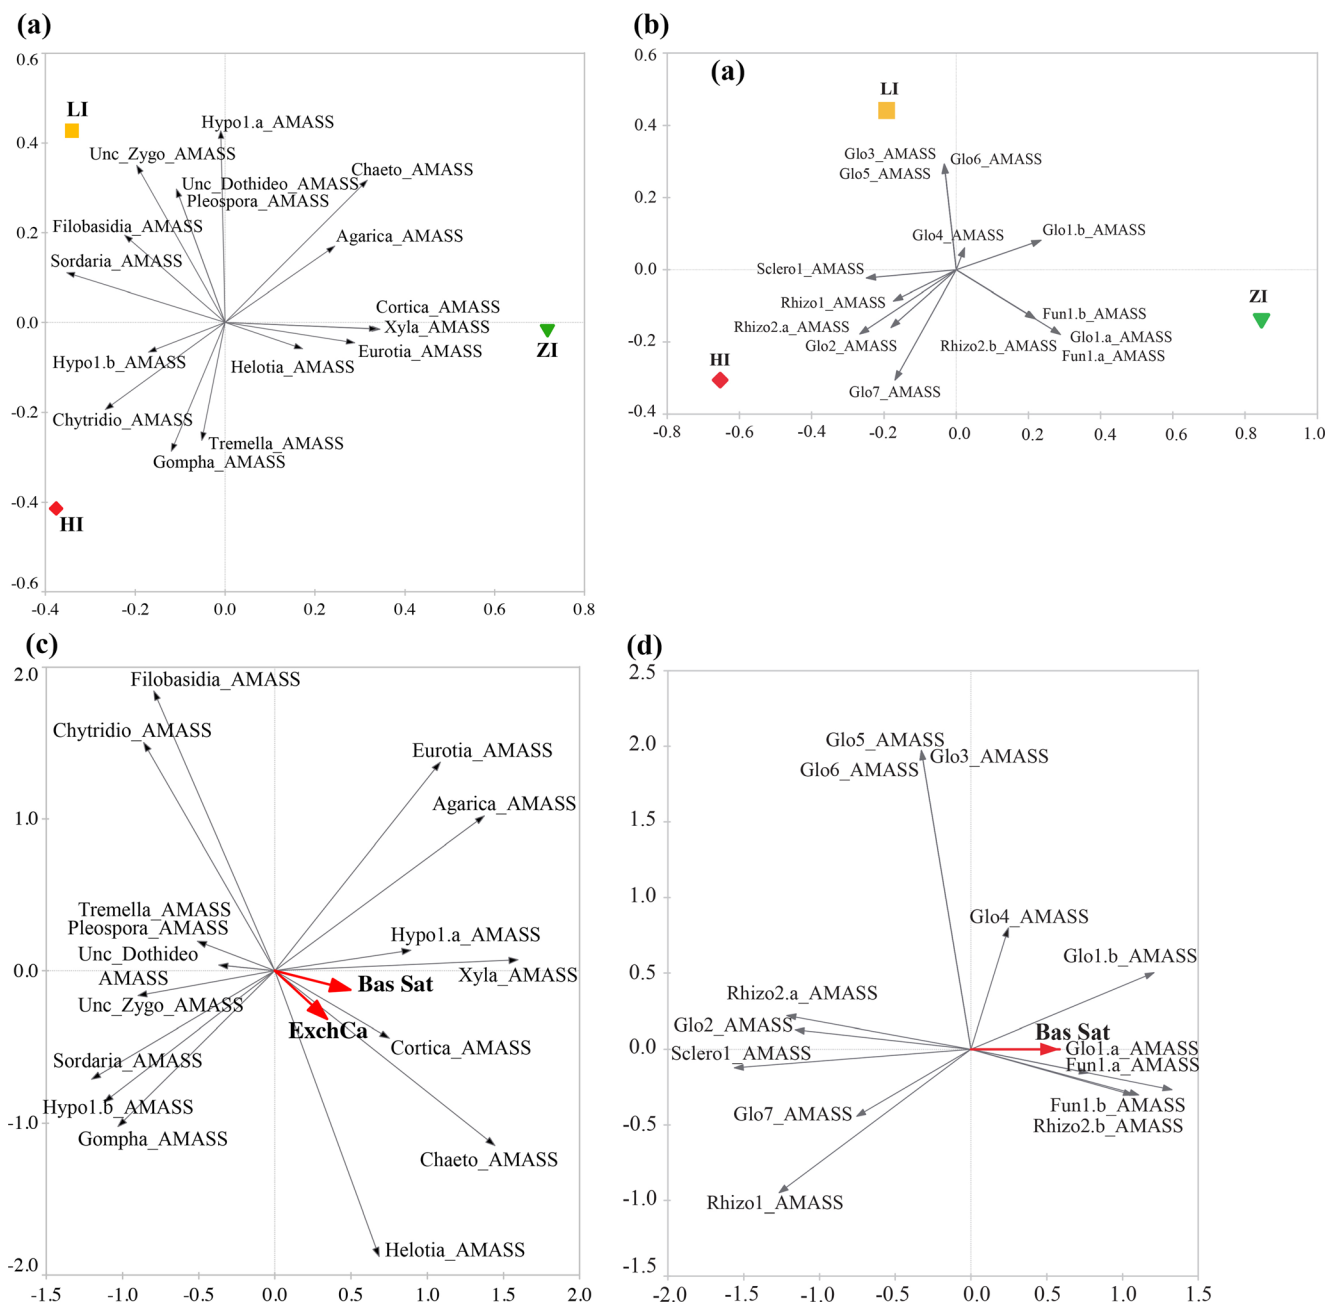 (a)
0.6
0.4
0.2
0.0
-0.2
-0.4
-0.6
-0.4
-0.2
0.0
0.2
0.4
0.6
0.8
LI
Hypo1.a_AMASS
Unc_Zygo_AMASS
Chaeto_AMASS
Unc_Dothideo_AMASS
Pleospora_AMASS
Filobasidia_AMASS
Agarica_AMASS
Sordaria_AMASS
Cortica_AMASS
Xyla_AMASS
ZI
Eurotia_AMASS
Hypo1.b_AMASS
Helotia_AMASS
Chytridio_AMASS
Tremella_AMASS
Gompha_AMASS
HI
(b)
(a)
0.6
0.4
0.2
0.0
-0.2
-0.4
-0.8
-0.6
-0.4
-0.2
0.0
0.2
0.4
0.6
0.8
1.0
LI
Glo3_AMASS
Glo6_AMASS
Glo5_AMASS
Glo4_AMASS
Glo1.b_AMASS
Sclero1_AMASS
Rhizo1_AMASS
ZI
Fun1.b_AMASS
Rhizo2.a_AMASS
Glo1.a_AMASS
Glo2_AMASS
Rhizo2.b_AMASS
Fun1.a_AMASS
HI
Glo7_AMASS
(c)
2.0
1.0
0.0
-1.0
-2.0
-1.5
-1.0
-0.5
0.0
0.5
1.0
1.5
2.0
Filobasidia_AMASS
Chytridio_AMASS
Eurotia_AMASS
Agarica_AMASS
Tremella_AMASS
Pleospora_AMASS
Hypo1.a_AMASS
Unc_Dothideo
AMASS
Xyla_AMASS
Bas Sat
Unc_Zygo_AMASS
ExchCa
Cortica_AMASS
Sordaria_AMASS
Hypo1.b_AMASS
Gompha_AMASS
Chaeto_AMASS
Helotia_AMASS
(d)
2.5
2.0
1.5
1.0
0.5
0.0
-0.5
-1.0
-1.5
-2.0
-1.5
-1.0
-0.5
0.0
0.5
1.0
1.5
Glo5_AMASS
Glo3_AMASS
Glo6_AMASS
Glo4_AMASS
Glo1.b_AMASS
Rhizo2.a_AMASS
Glo2_AMASS
Bas Sat
Sclero1_AMASS
Glo1.a_AMASS
Fun1.a_AMASS
Glo7_AMASS
Fun1.b_AMASS
Rhizo2.b_AMASS
Rhizo1_AMASS